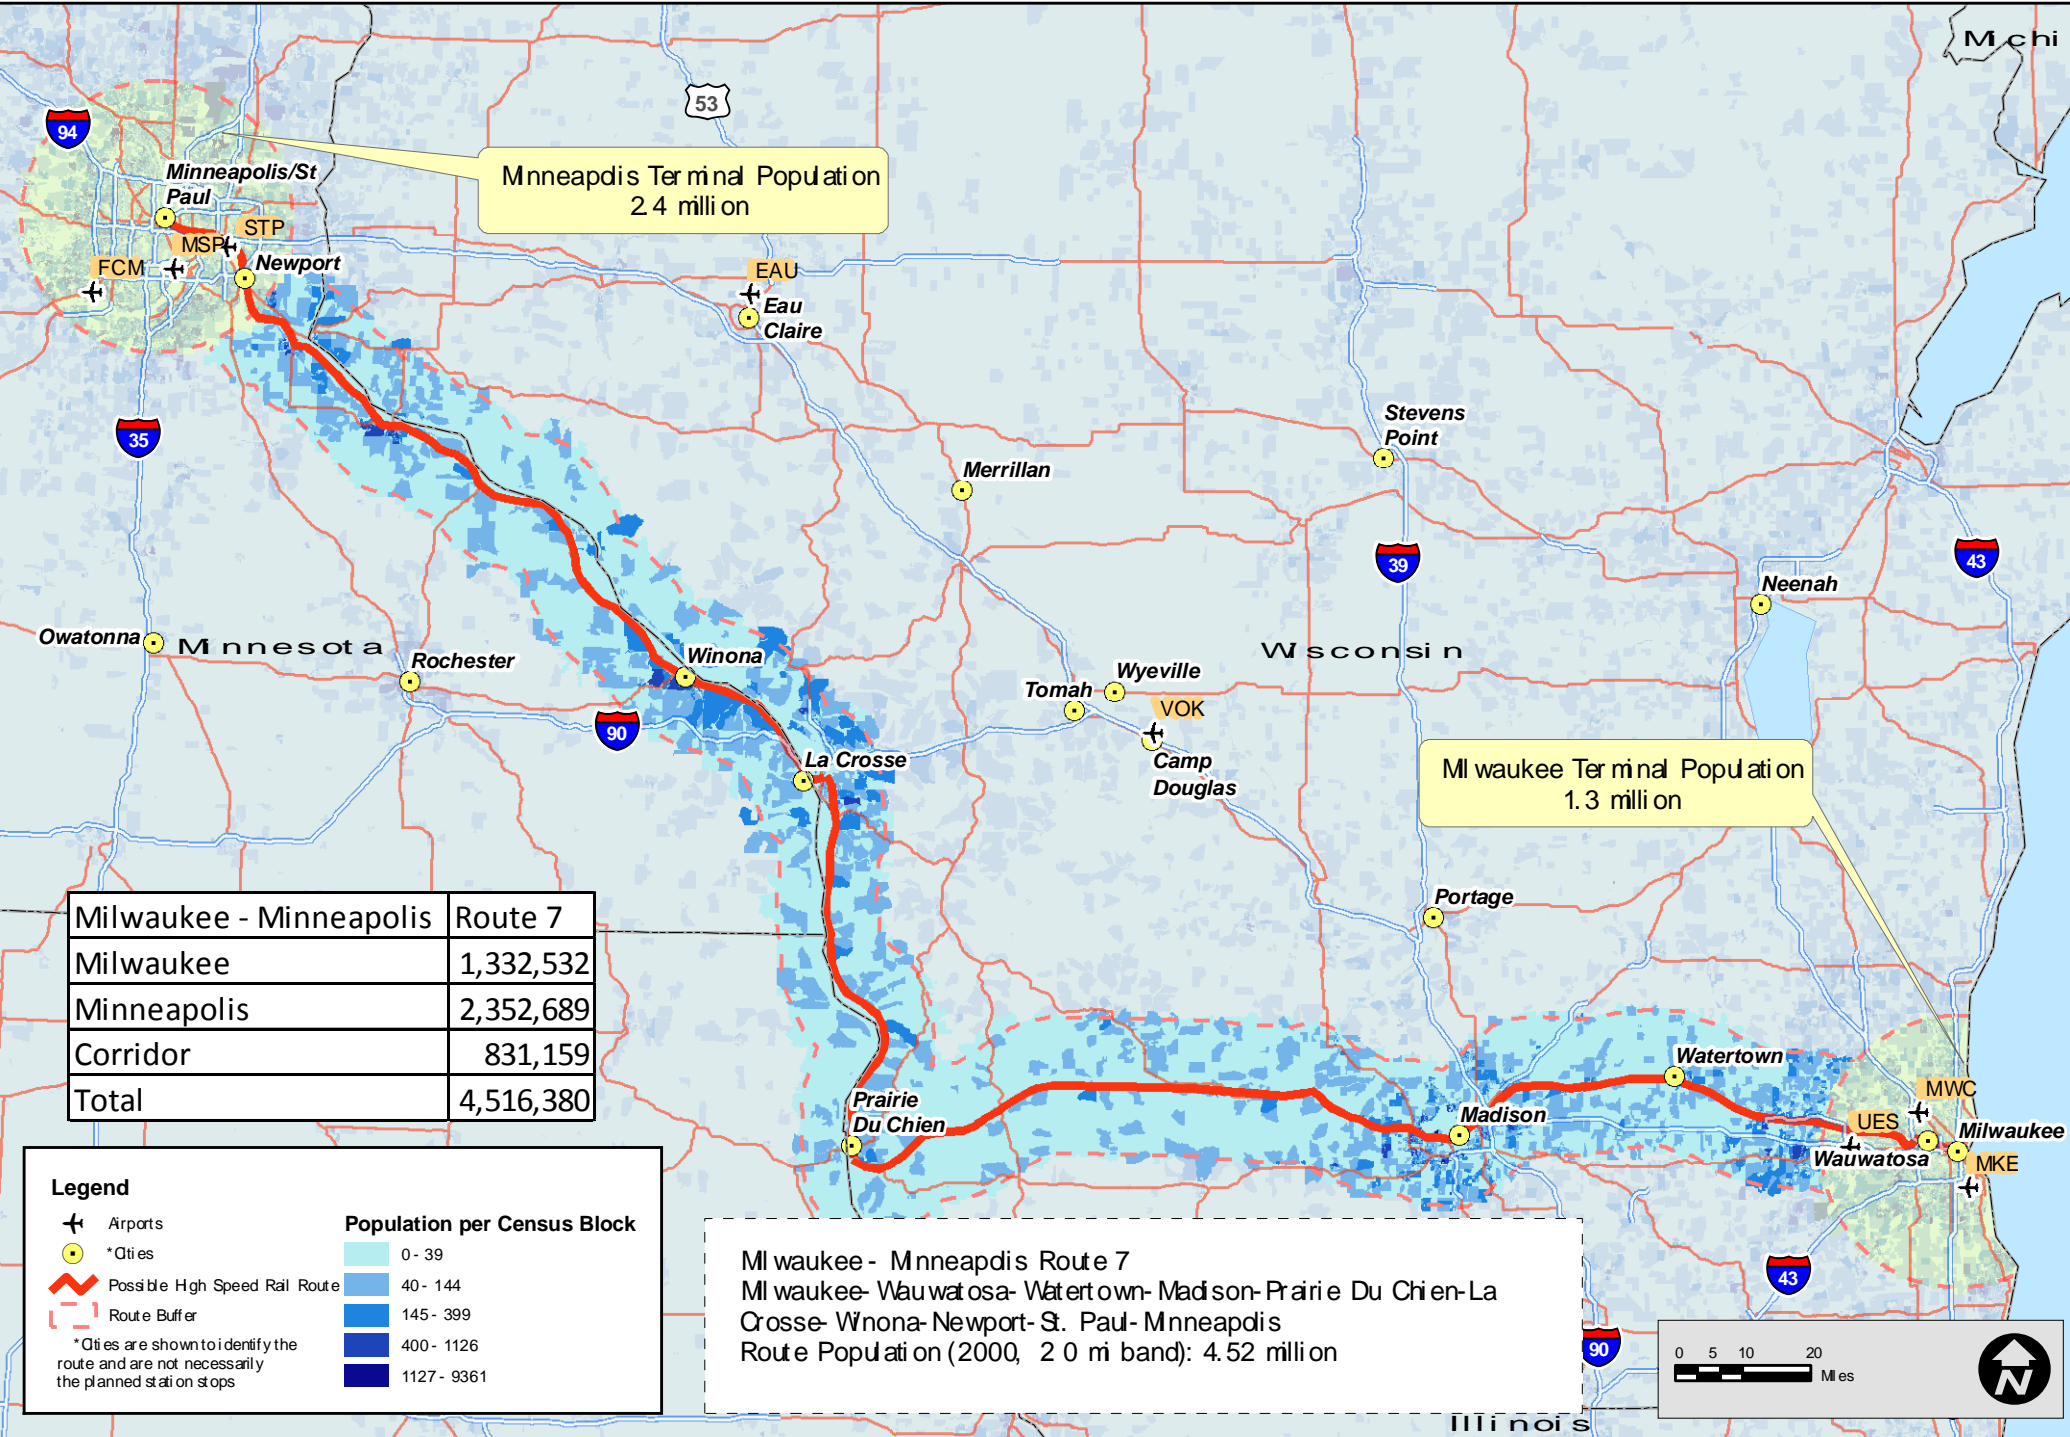 Michi
53
94
Minneapolis Terminal Population
2.4 million
Minneapolis/St
Paul
STP
MSP
FCM
Newport
EAU
Eau
Claire
35
Stevens
Point
Merrillan
39
43
Neenah
Owatonna
Minnesota
Rochester
Winona
Wisconsin
Wyeville
Tomah
VOK
90
La Crosse
Camp
Douglas
Milwaukee Terminal Population
1.3 million
Portage
Milwaukee - Minneapolis Route 7
Milwaukee 1,332,532
Minneapolis 2,352,689
Corridor 831,159
Total 4,516,380
Prairie
Du Chien
Madison
Watertown
MWC
UES
Milwaukee
Wauwatosa
MKE
Legend
Airports
*Cities
Possible High Speed Rail Route
Route Buffer
*Cities are shown to identify the
route and are not necessarily
the planned station stops
Population per Census Block
0 - 39
40 - 144
145 - 399
400 - 1126
1127 - 9361
Milwaukee - Minneapolis Route 7
Milwaukee-Wauwatosa-Watertown-Madison-Prairie Du Chien-La
Crosse-Winona-Newport-St. Paul-Minneapolis
Route Population (2000, 20 mi band): 4.52 million
43
90
0 5 10 20
Miles
N
Illinois